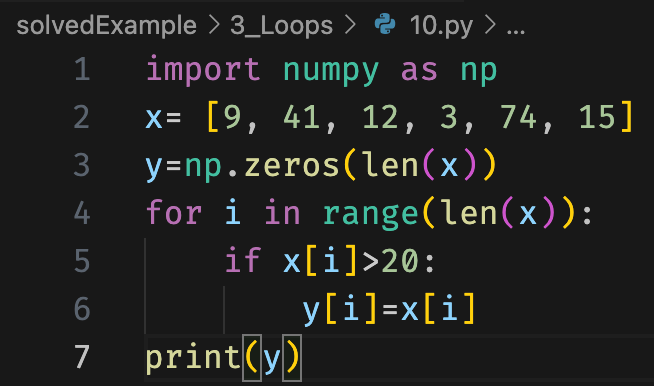 solvedExample > 3_Loops > 10.py > ...
1 import numpy as np
2 x= [9, 41, 12, 3, 74, 15]
3 y=np.zeros(len(x))
4 for i in range(len(x)):
5     if x[i]>20:
6         y[i]=x[i]
7 print(y)